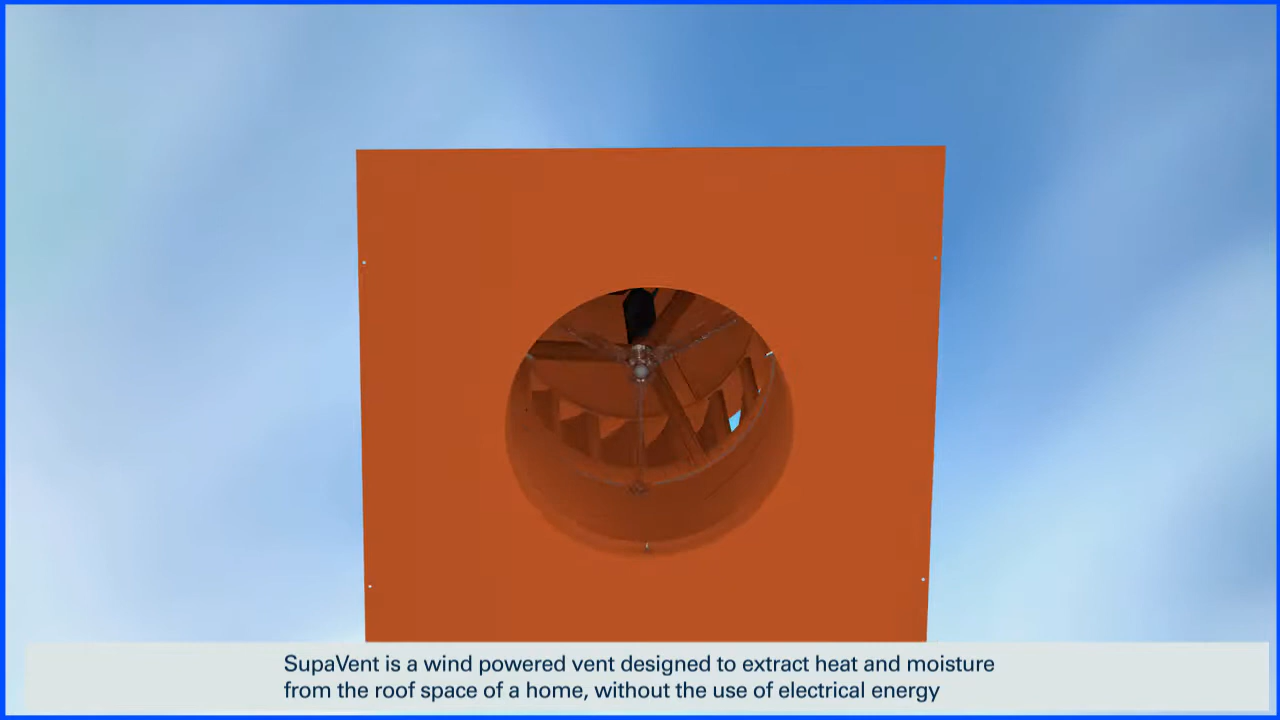 SupaVent is a wind powered vent designed to extract heat and moisture
from the roof space of a home, without the use of electrical energy